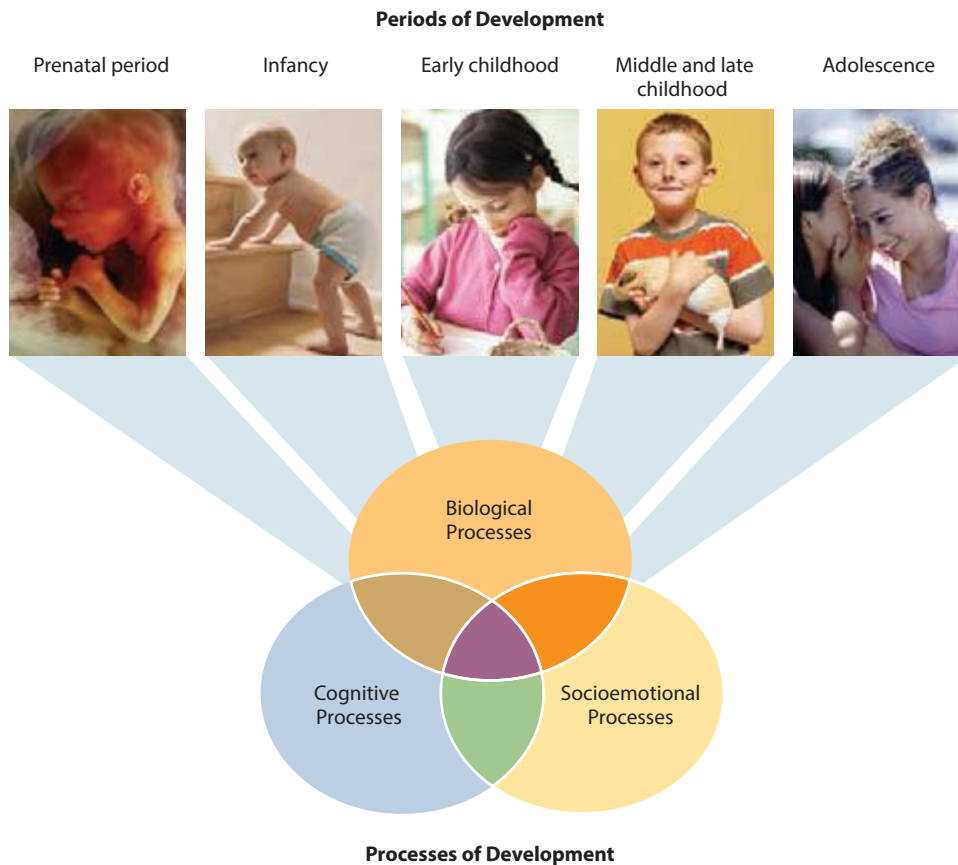 Periods of Development
Prenatal period
Infancy
Early childhood
Middle and late
childhood
Adolescence
Biological
Processes
Cognitive
Processes
Socioemotional
Processes
Processes of Development